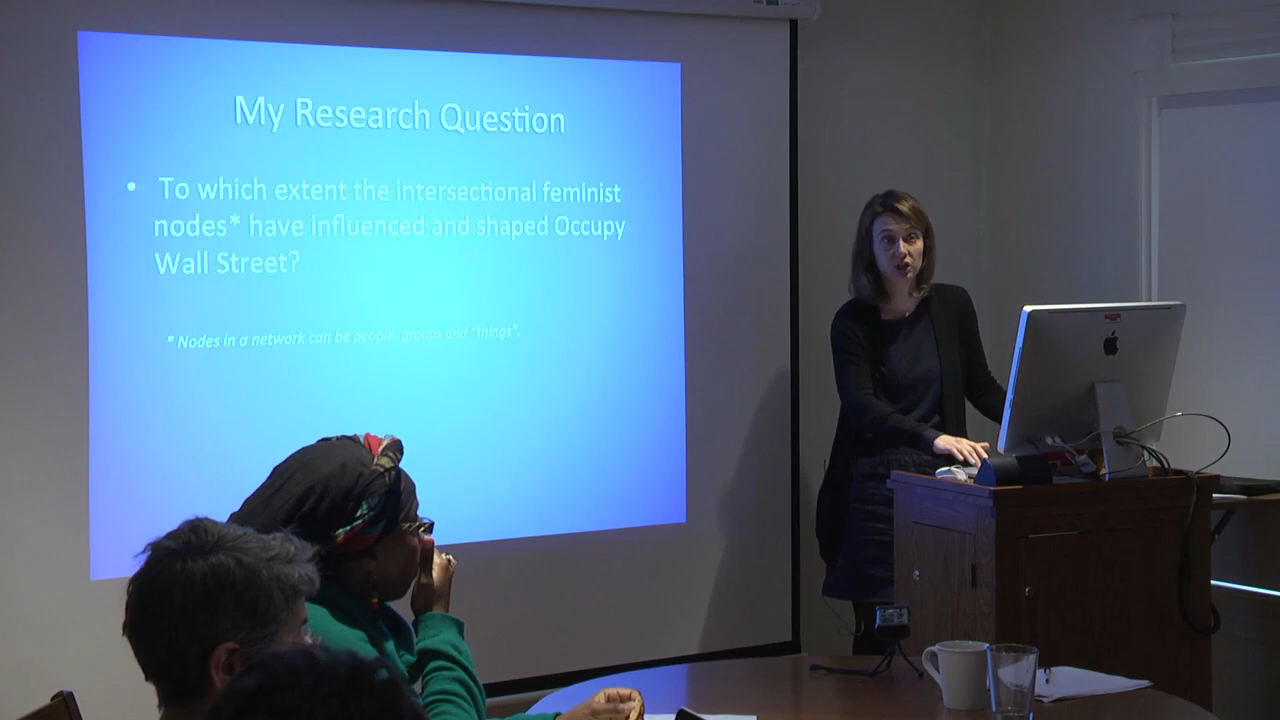 My Research Question
• To which extent the intersectional feminist
nodes* have influenced and shaped Occupy
Wall Street?
* Nodes in a network can be people, groups and "things".